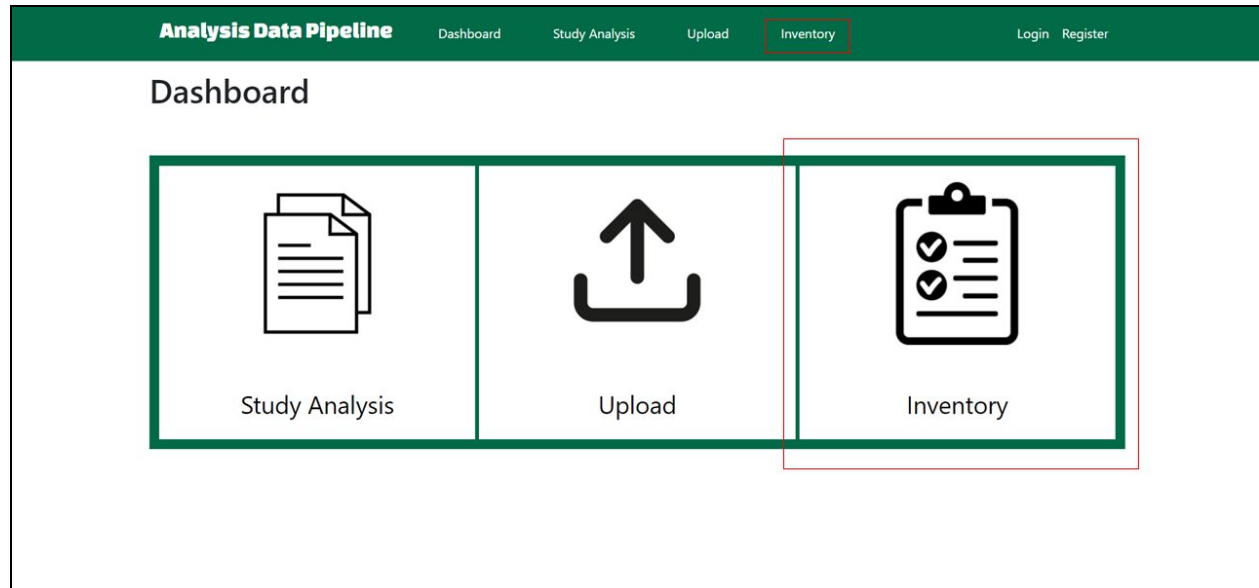 Analysis Data Pipeline Dashboard Study Analysis Upload Inventory Login Register
Dashboard
Study Analysis Upload Inventory